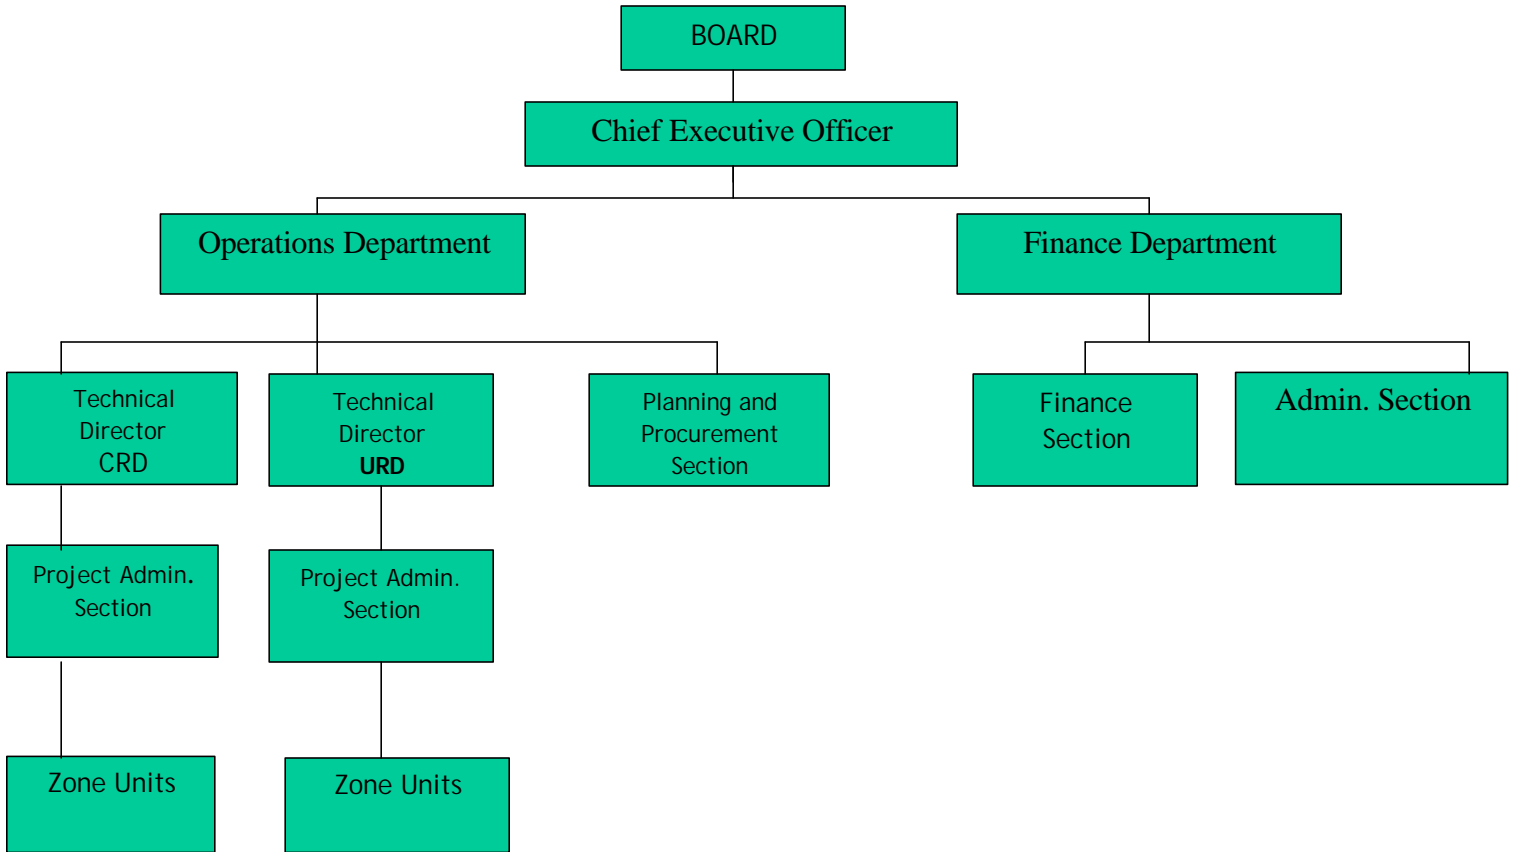 BOARD
Chief Executive Officer
Operations Department
Finance Department
Technical
Director
CRD
Technical
Director
URD
Planning and
Procurement
Section
Finance
Section
Admin. Section
Project Admin.
Section
Project Admin.
Section
Zone Units
Zone Units